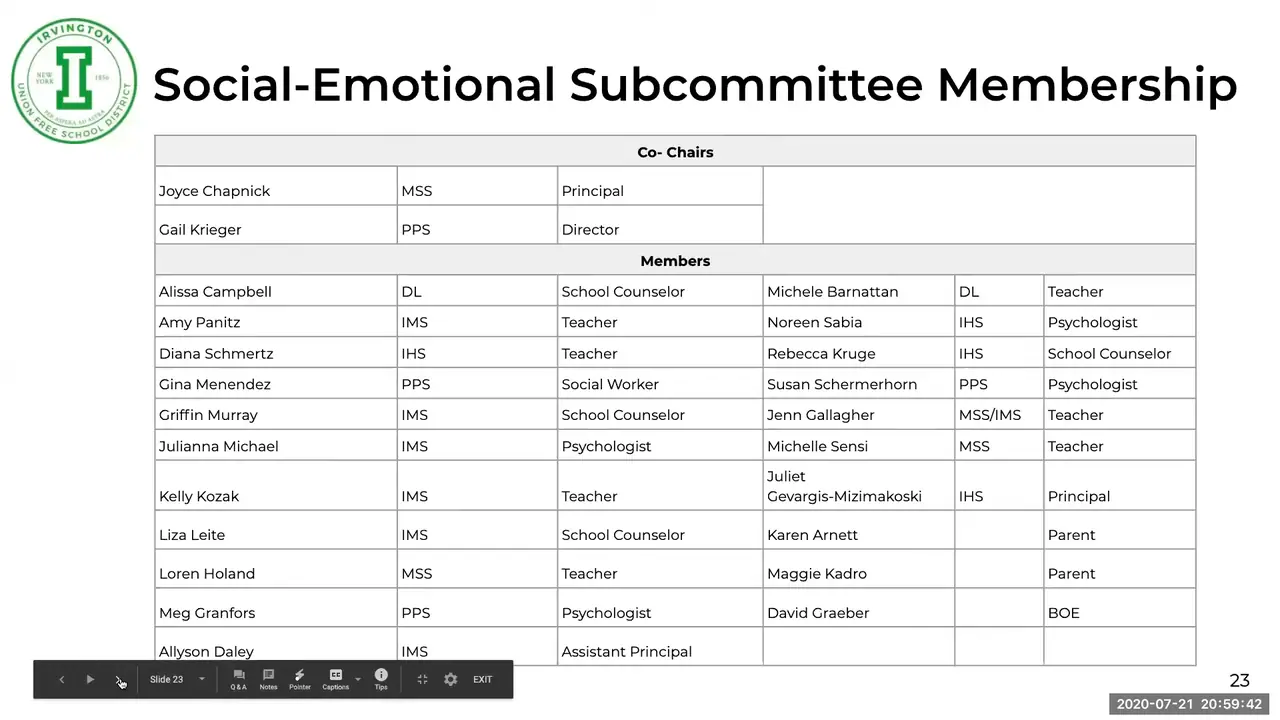 IRVINGTON
NEW YORK
1956
I
PER ASPERA AD ASTRA
UNION FREE SCHOOL DISTRICT
Social-Emotional Subcommittee Membership
Co- Chairs
Joyce Chapnick MSS Principal
Gail Krieger PPS Director
Members
Alissa Campbell DL School Counselor Michele Barnattan DL Teacher
Amy Panitz IMS Teacher Noreen Sabia IHS Psychologist
Diana Schmertz IHS Teacher Rebecca Kruge IHS School Counselor
Gina Menendez PPS Social Worker Susan Schermerhorn PPS Psychologist
Griffin Murray IMS School Counselor Jenn Gallagher MSS/IMS Teacher
Julianna Michael IMS Psychologist Michelle Sensi MSS Teacher
Juliet
Kelly Kozak IMS Teacher Gevargis-Mizimakoski IHS Principal
Liza Leite IMS School Counselor Karen Arnett Parent
Loren Holand MSS Teacher Maggie Kadro Parent
Meg Granfors PPS Psychologist David Graeber BOE
Allyson Daley IMS Assistant Principal
Slide 23 Q & A Notes Pointer Captions Tips EXIT
23
2020-07-21 20:59:42